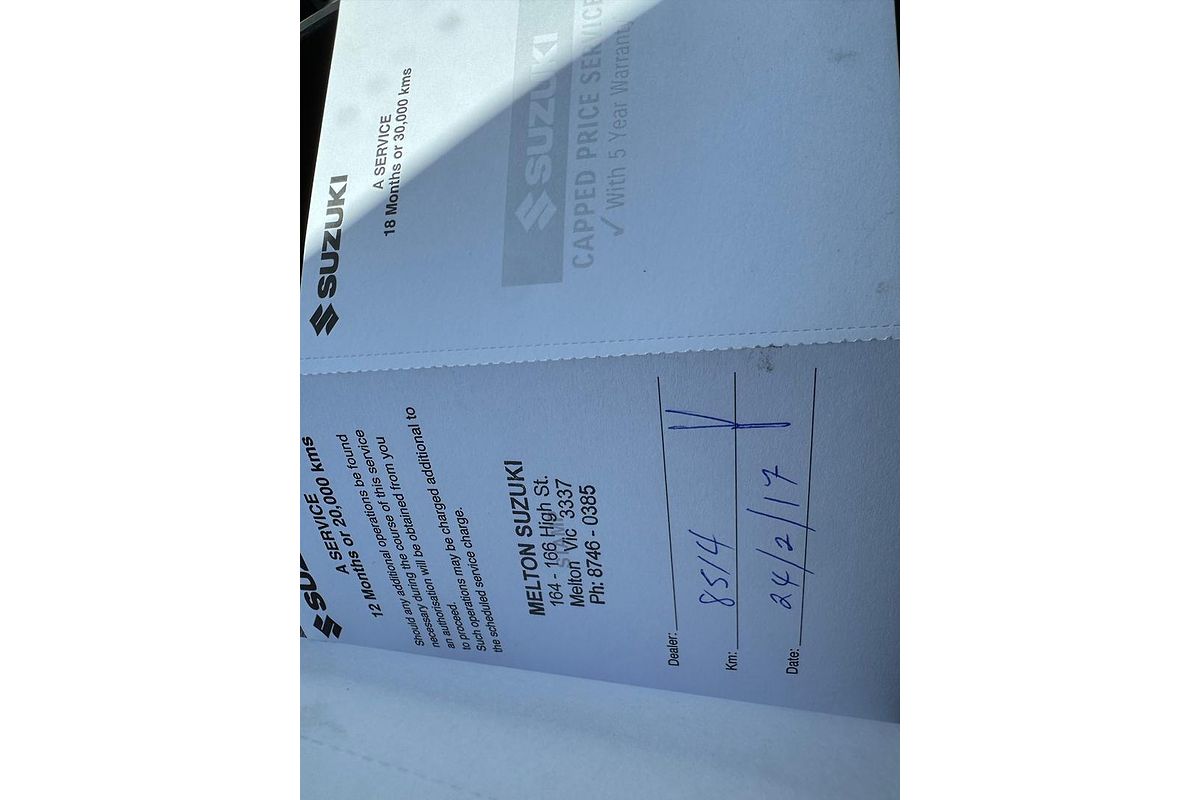 SUZUKI
A SERVICE
12 Months or 20,000 kms
Should any additional operations be found
necessary during the course of this service
an authorisation will be obtained from you
to proceed.
Such operations may be charged additional to
the scheduled service charge.
MELTON SUZUKI
164 - 166 High St.
Melton Vic 3337
Ph: 8746 - 0385
Dealer:
Km: 8514
Date: 24/2/17
SUZUKI
A SERVICE
18 Months or 30,000 kms
SUZUKI
CAPPED PRICE SERVICE
✓ With 5 Year Warranty